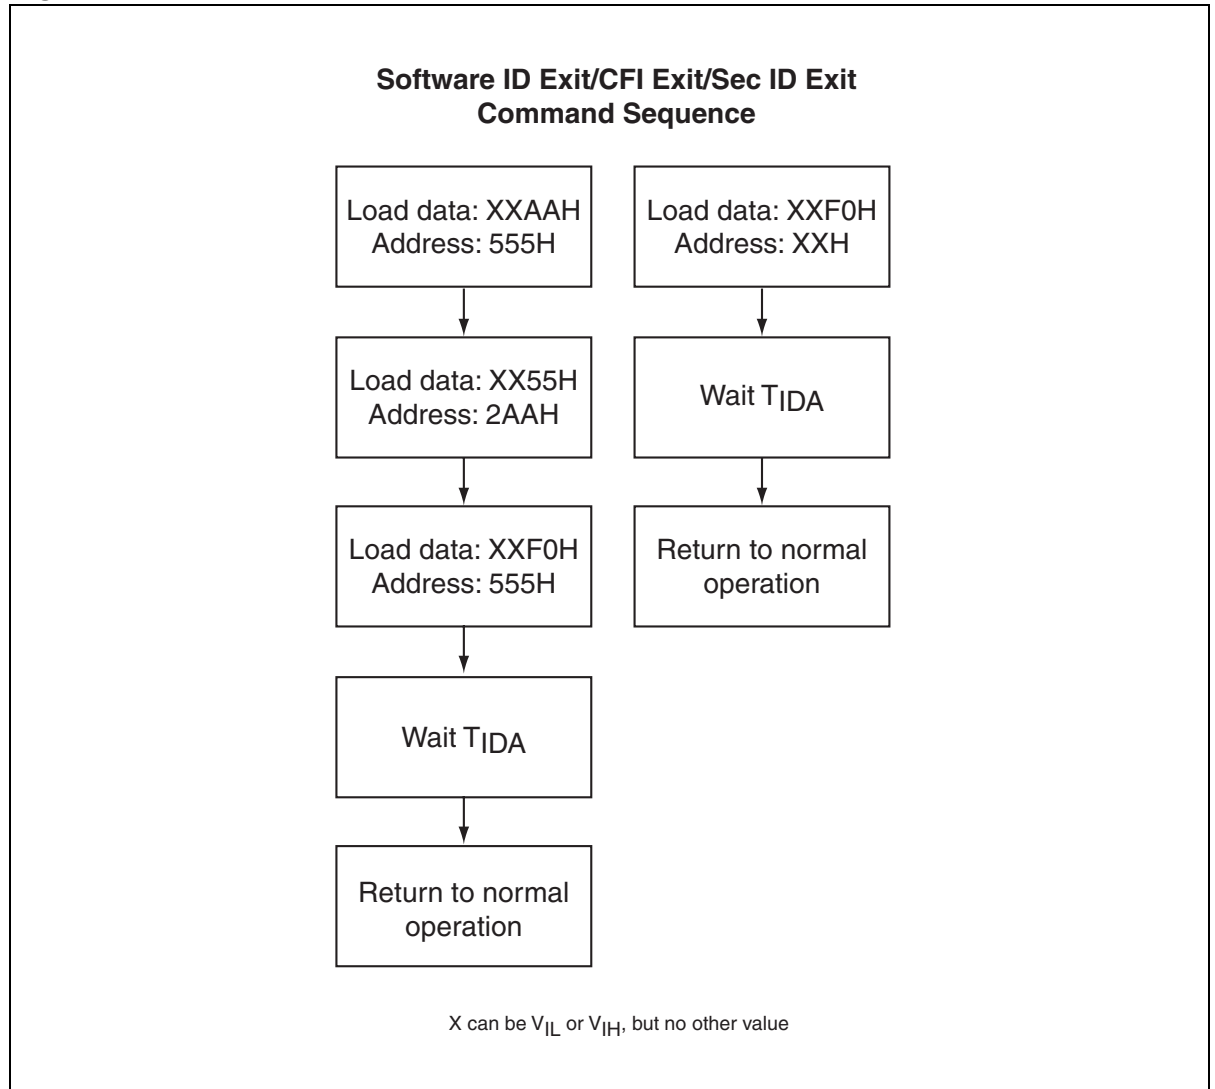 Software ID Exit/CFI Exit/Sec ID Exit
Command Sequence
Load data: XXAAH
Address: 555H
Load data: XX55H
Address: 2AAH
Load data: XXF0H
Address: 555H
Wait TIDA
Return to normal
operation
Load data: XXF0H
Address: XXH
Wait TIDA
Return to normal
operation
X can be VIL or VIH, but no other value